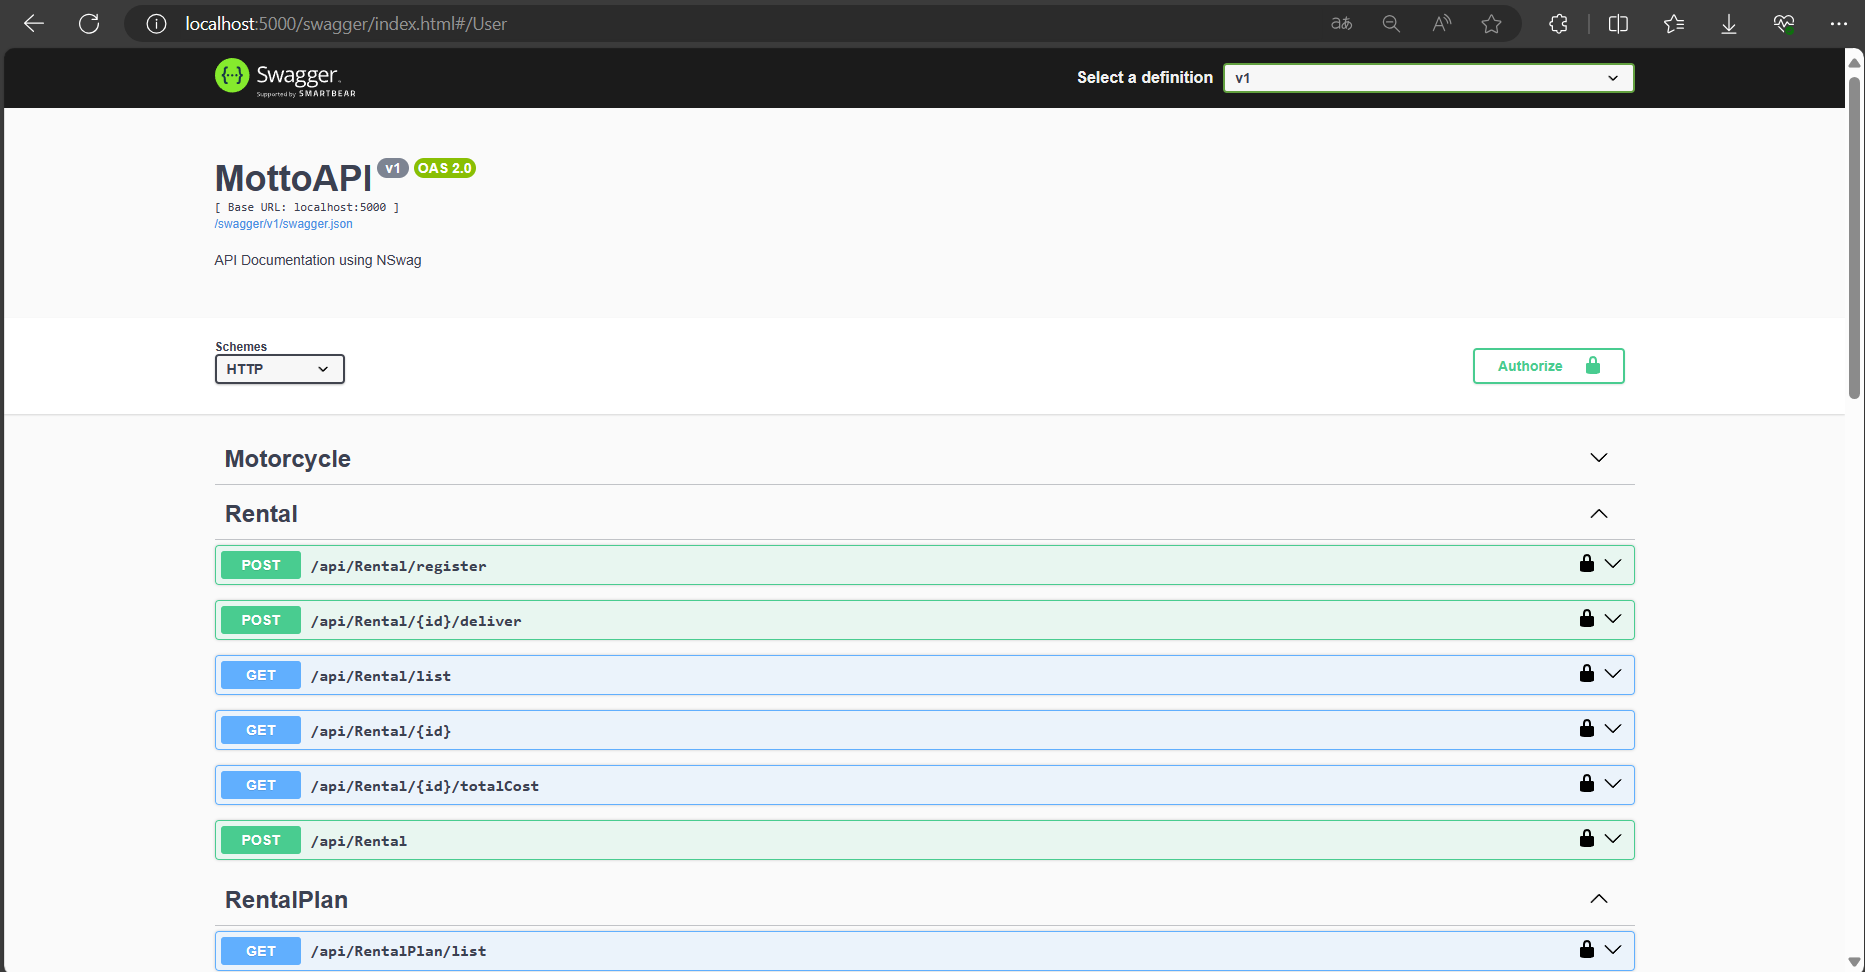 localhost:5000/swagger/index.html#/User
Swagger
Supported by SMARTBEAR
Select a definition
v1
MottoAPI v1 OAS 2.0
[ Base URL: localhost:5000 ]
/swagger/v1/swagger.json
API Documentation using NSwag
Schemes
HTTP
Authorize
Motorcycle
Rental
POST /api/Rental/register
POST /api/Rental/{id}/deliver
GET /api/Rental/list
GET /api/Rental/{id}
GET /api/Rental/{id}/totalCost
POST /api/Rental
RentalPlan
GET /api/RentalPlan/list